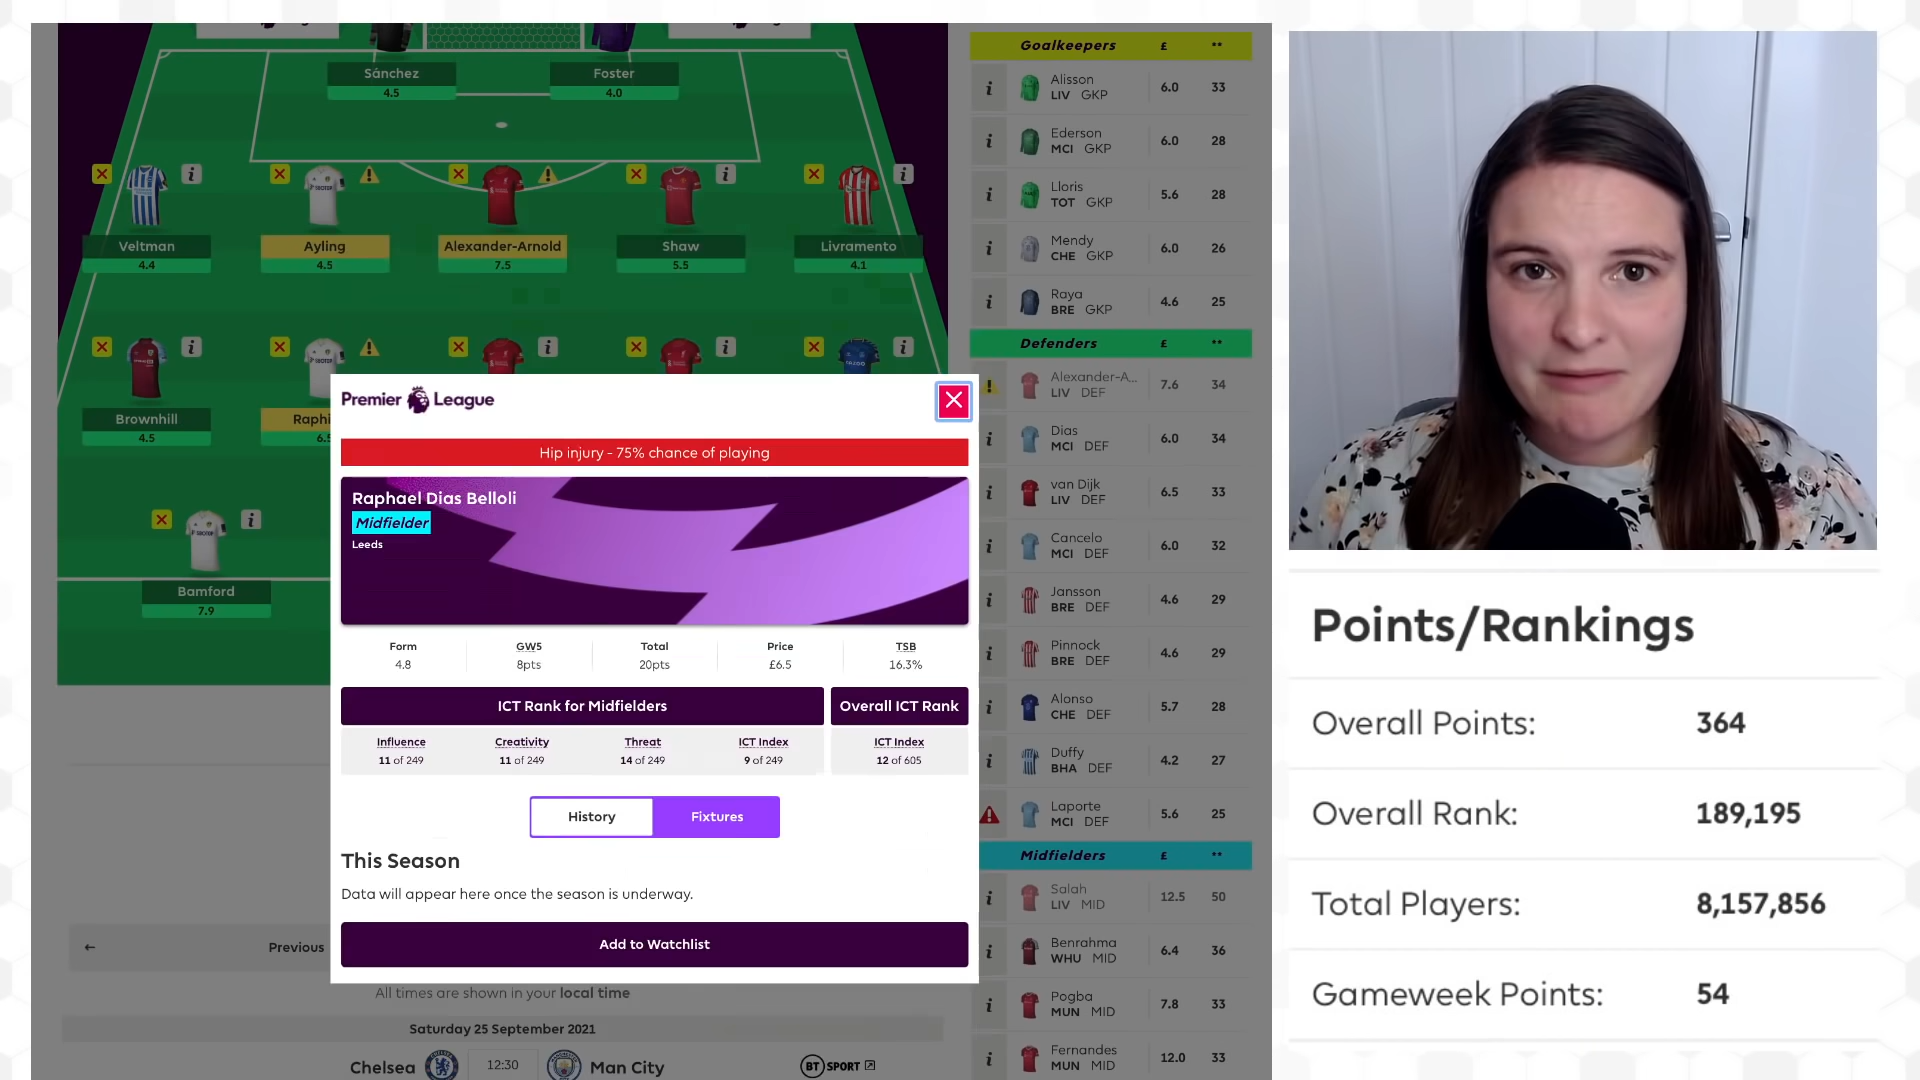 Sánchez
4.5
Foster
4.0
Veltman
4.4
Ayling
4.5
Alexander-Arnold
7.5
Shaw
5.5
Livramento
4.1
Brownhill
4.5
Raphi
6.5
Bamford
7.9
Previous
All times are shown in your local time
Saturday 25 September 2021
Chelsea 12:30 Man City BT SPORT
Premier League
Hip injury - 75% chance of playing
Raphael Dias Belloli
Midfielder
Leeds
Form GW5 Total Price TSB
4.8 8pts 20pts £6.5 16.3%
ICT Rank for Midfielders Overall ICT Rank
Influence Creativity Threat ICT Index ICT Index
11 of 249 11 of 249 14 of 249 9 of 249 12 of 605
History Fixtures
This Season
Data will appear here once the season is underway.
Add to Watchlist
Goalkeepers £ **
Alisson
LIV GKP 6.0 33
Ederson
MCI GKP 6.0 28
Lloris
TOT GKP 5.6 28
Mendy
CHE GKP 6.0 26
Raya
BRE GKP 4.6 25
Defenders £ **
Alexander-A...
LIV DEF 7.6 34
Dias
MCI DEF 6.0 34
van Dijk
LIV DEF 6.5 33
Cancelo
MCI DEF 6.0 32
Jansson
BRE DEF 4.6 29
Pinnock
BRE DEF 4.6 29
Alonso
CHE DEF 5.7 28
Duffy
BHA DEF 4.2 27
Laporte
MCI DEF 5.6 25
Midfielders £ **
Salah
LIV MID 12.5 50
Benrahma
WHU MID 6.4 36
Pogba
MUN MID 7.8 33
Fernandes
MUN MID 12.0 33
Points/Rankings
Overall Points: 364
Overall Rank: 189,195
Total Players: 8,157,856
Gameweek Points: 54